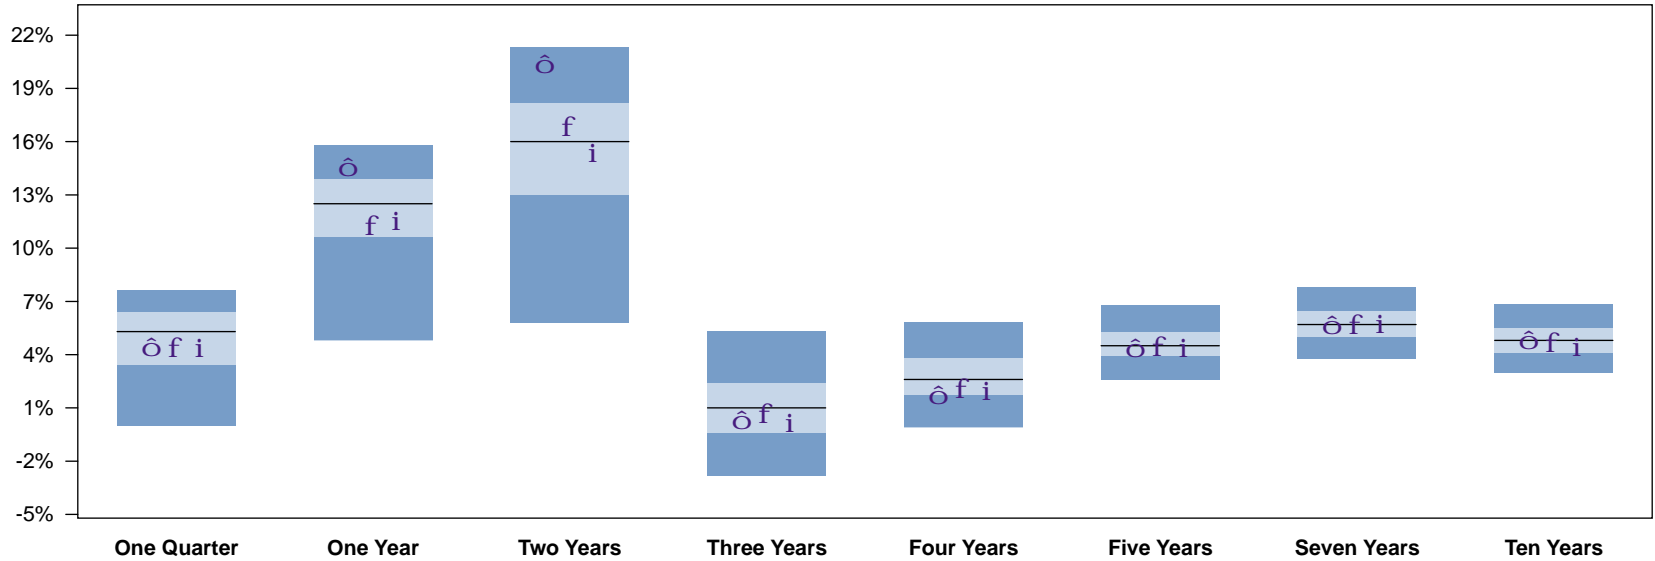 22%
19%
16%
13%
10%
7%
4%
1%
-2%
-5%
ô f i
ô f i
ô f i
ô f i
ô f i
ô f i
ô f i
ô f i
One Quarter One Year Two Years Three Years Four Years Five Years Seven Years Ten Years